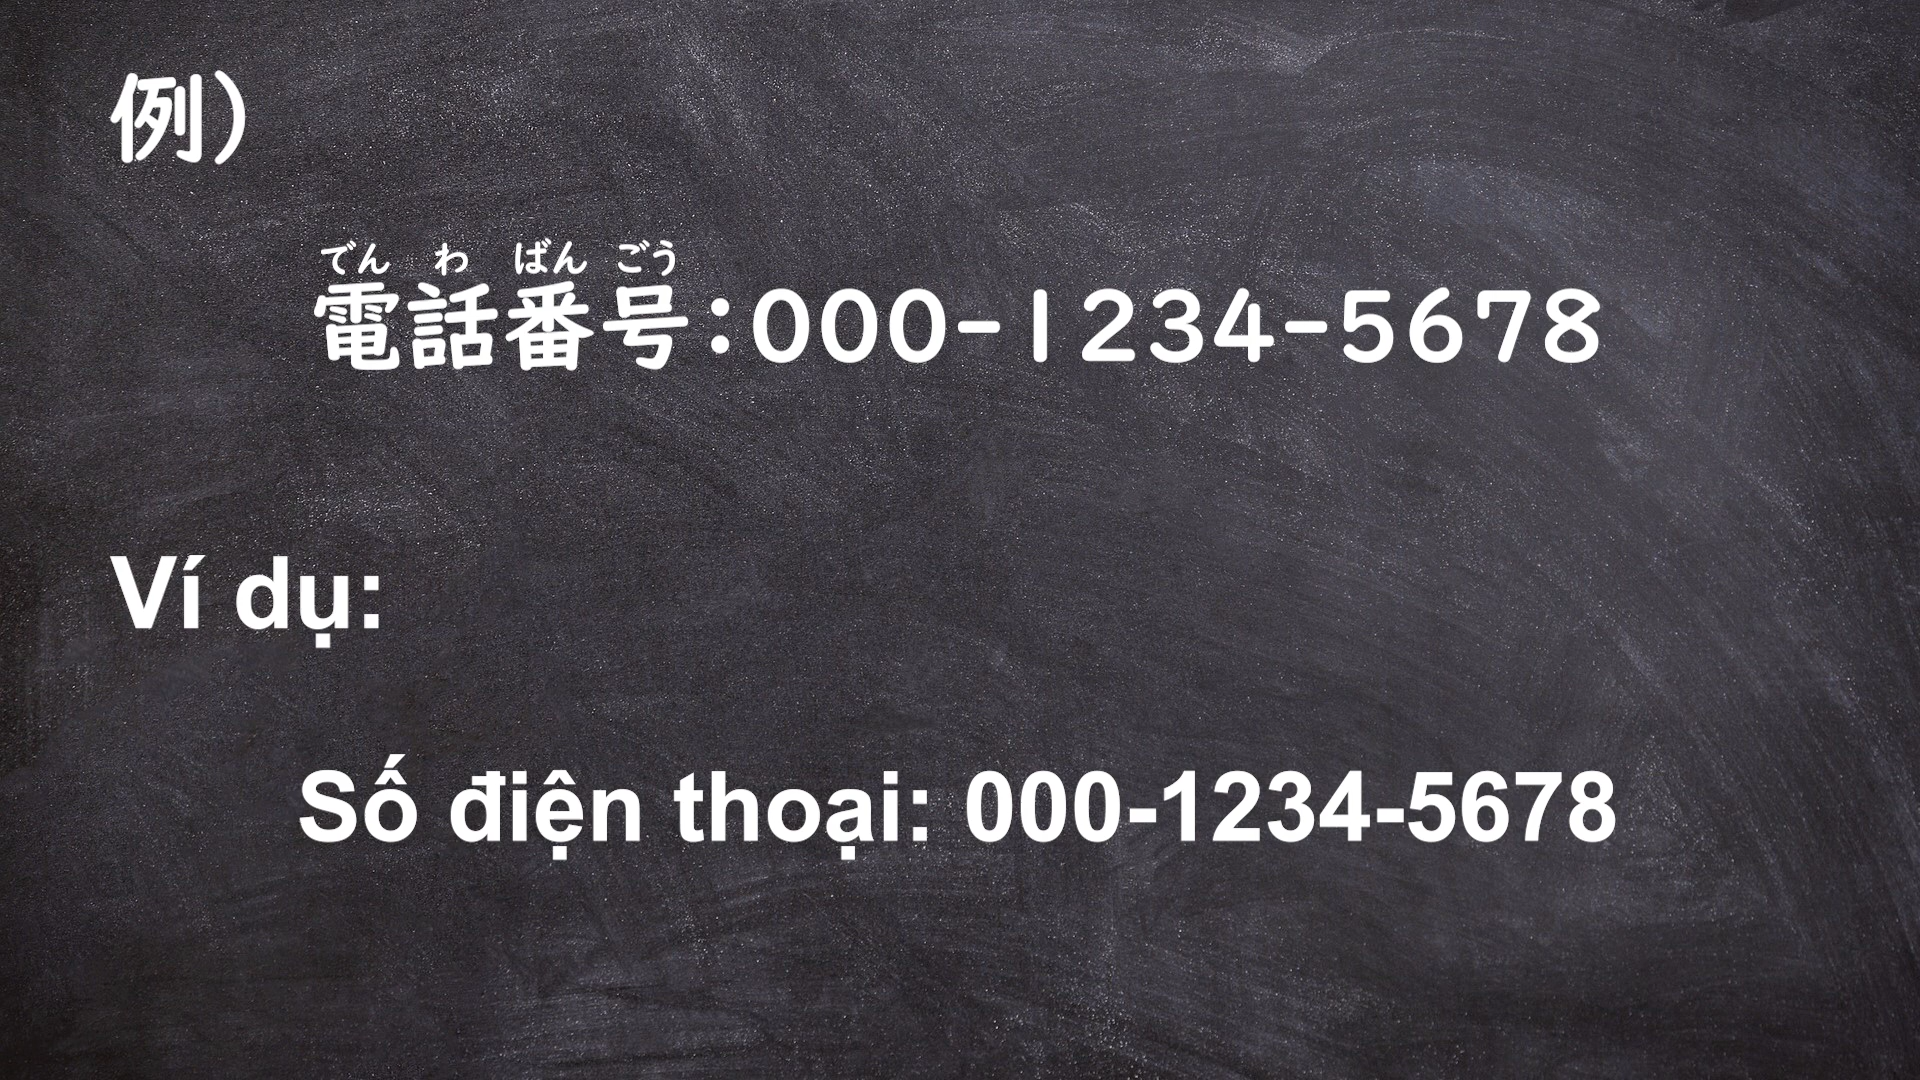 例）
でん わ ばん ごう
電話番号:000-1234-5678
Ví dụ:
Số điện thoại: 000-1234-5678